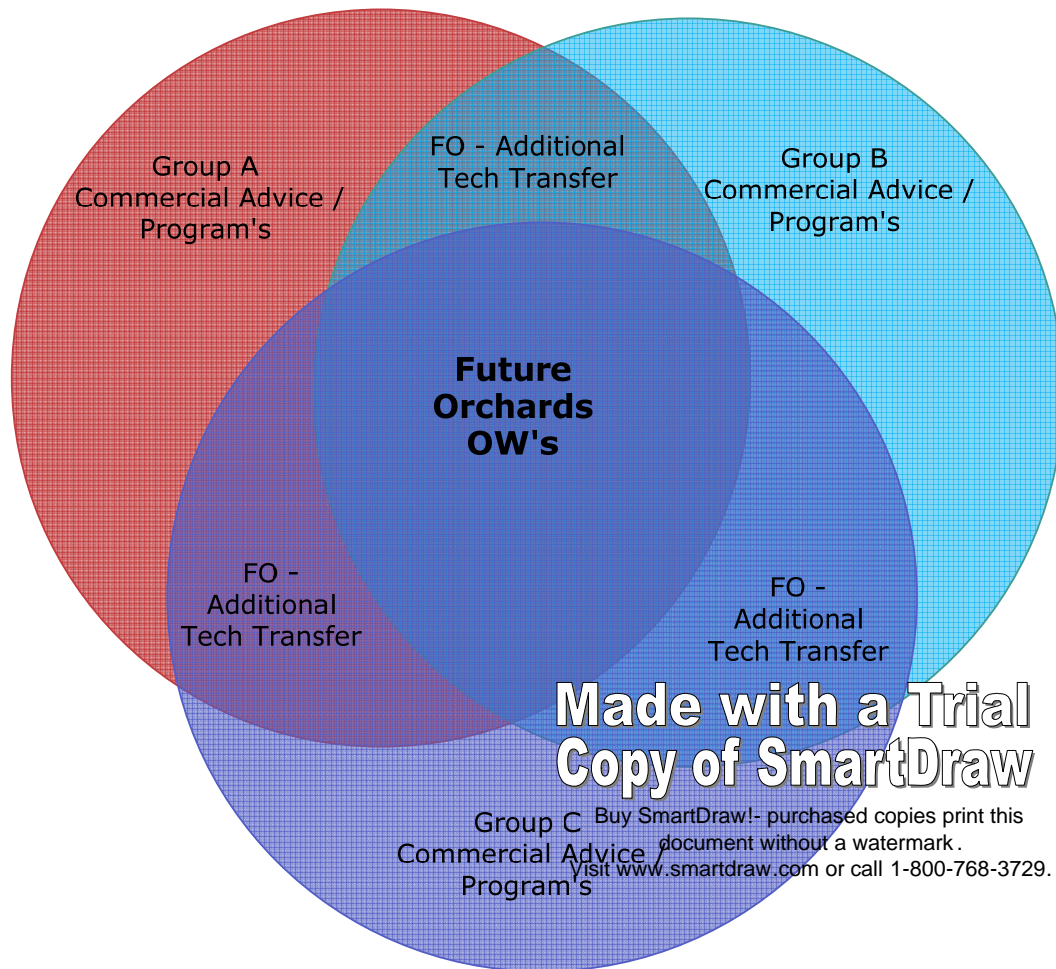 Group A
Commercial Advice /
Program's
FO - Additional
Tech Transfer
Group B
Commercial Advice /
Program's
Future
Orchards
OW's
FO -
Additional
Tech Transfer
FO -
Additional
Tech Transfer
Made with a Trial
Copy of SmartDraw
Buy SmartDraw!- purchased copies print this
document without a watermark.
Visit www.smartdraw.com or call 1-800-768-3729.
Group C
Commercial Advice /
Program's